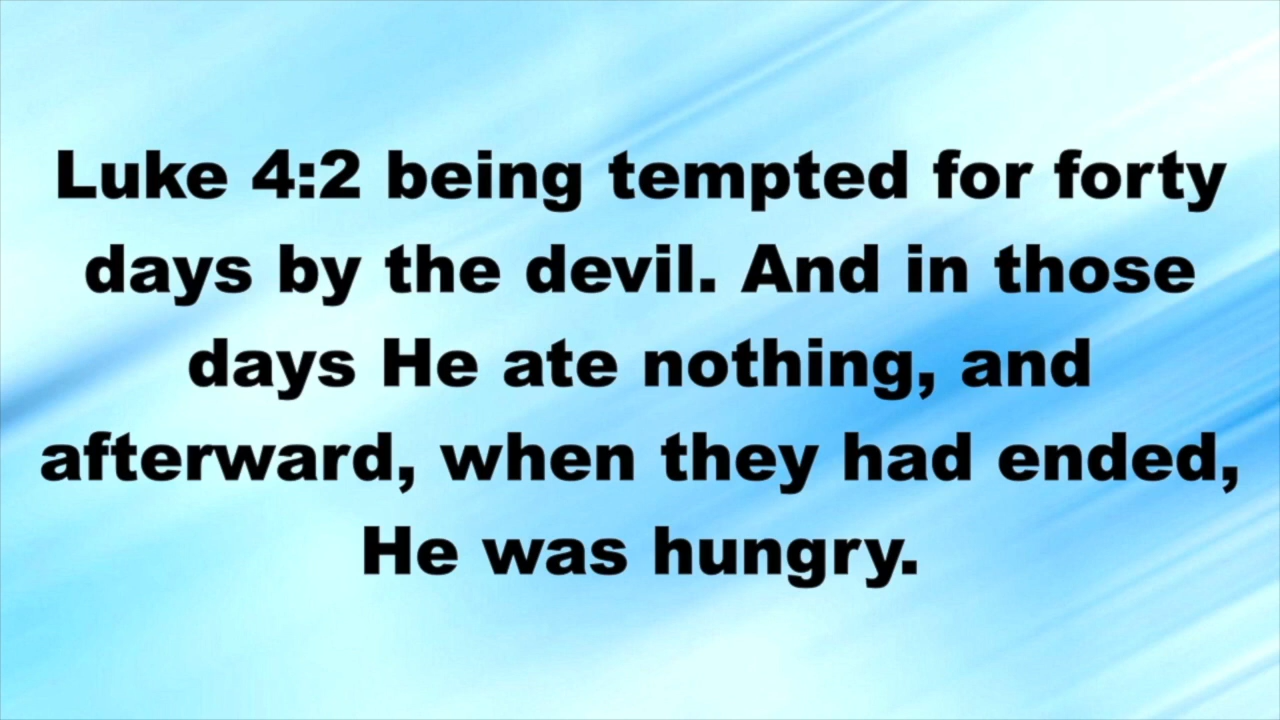 Luke 4:2 being tempted for forty
days by the devil. And in those
days He ate nothing, and
afterward, when they had ended,
He was hungry.